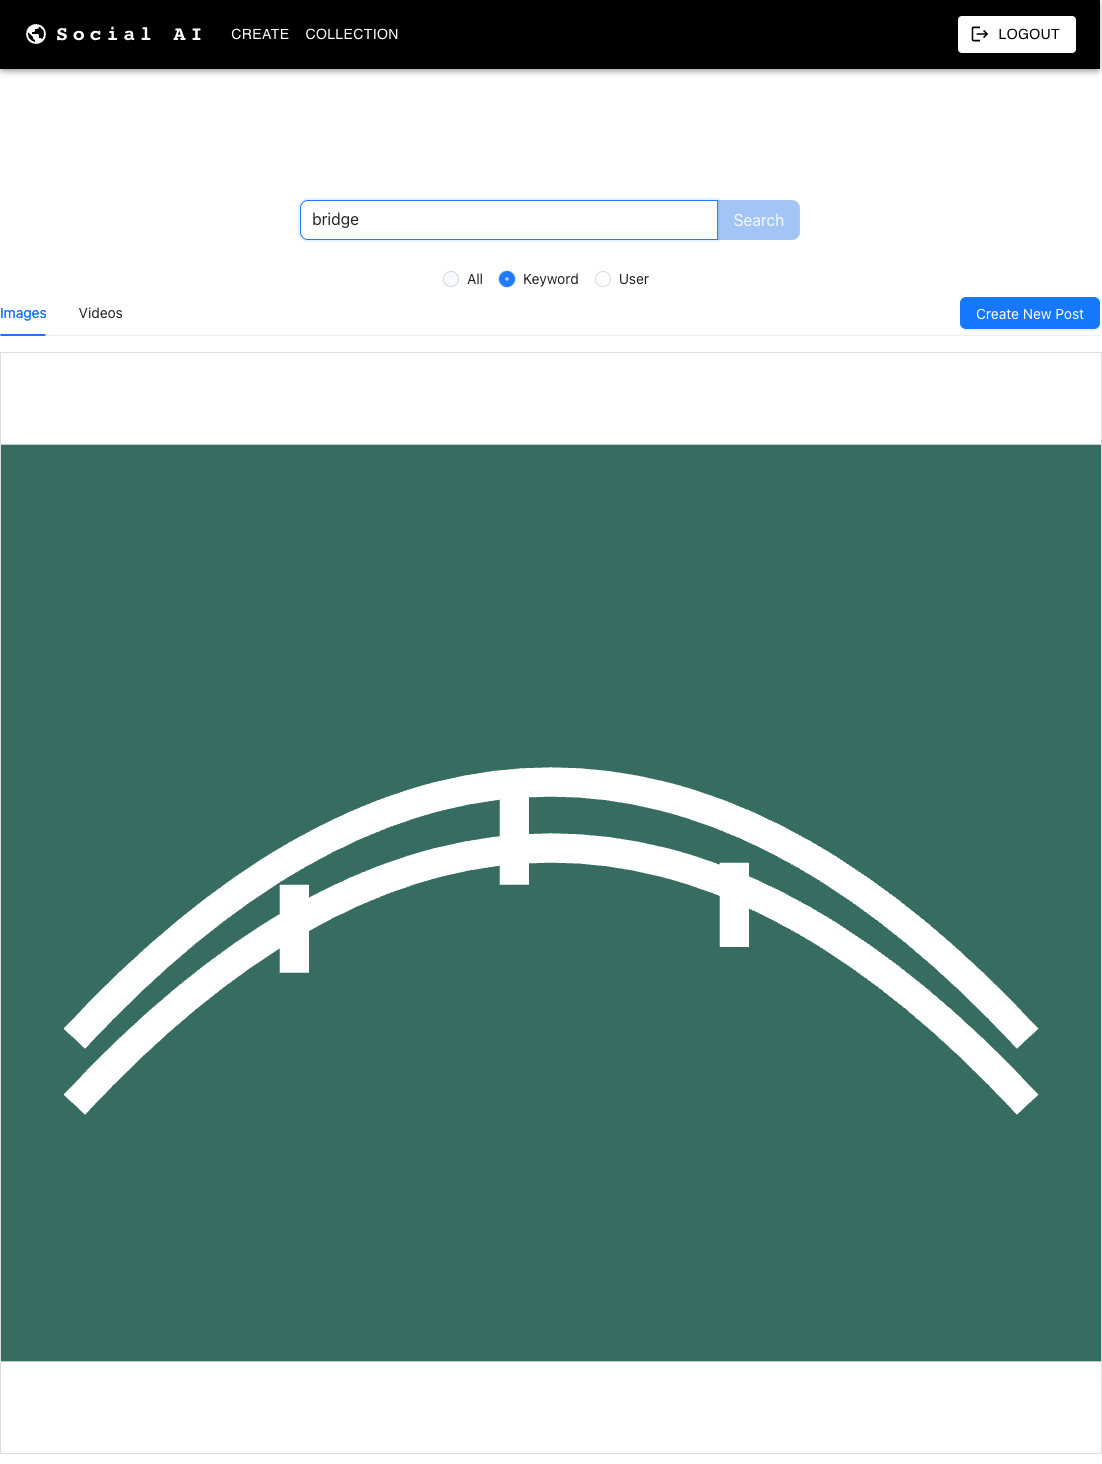 Social AI CREATE COLLECTION LOGOUT
bridge Search
All Keyword User
Images Videos Create New Post